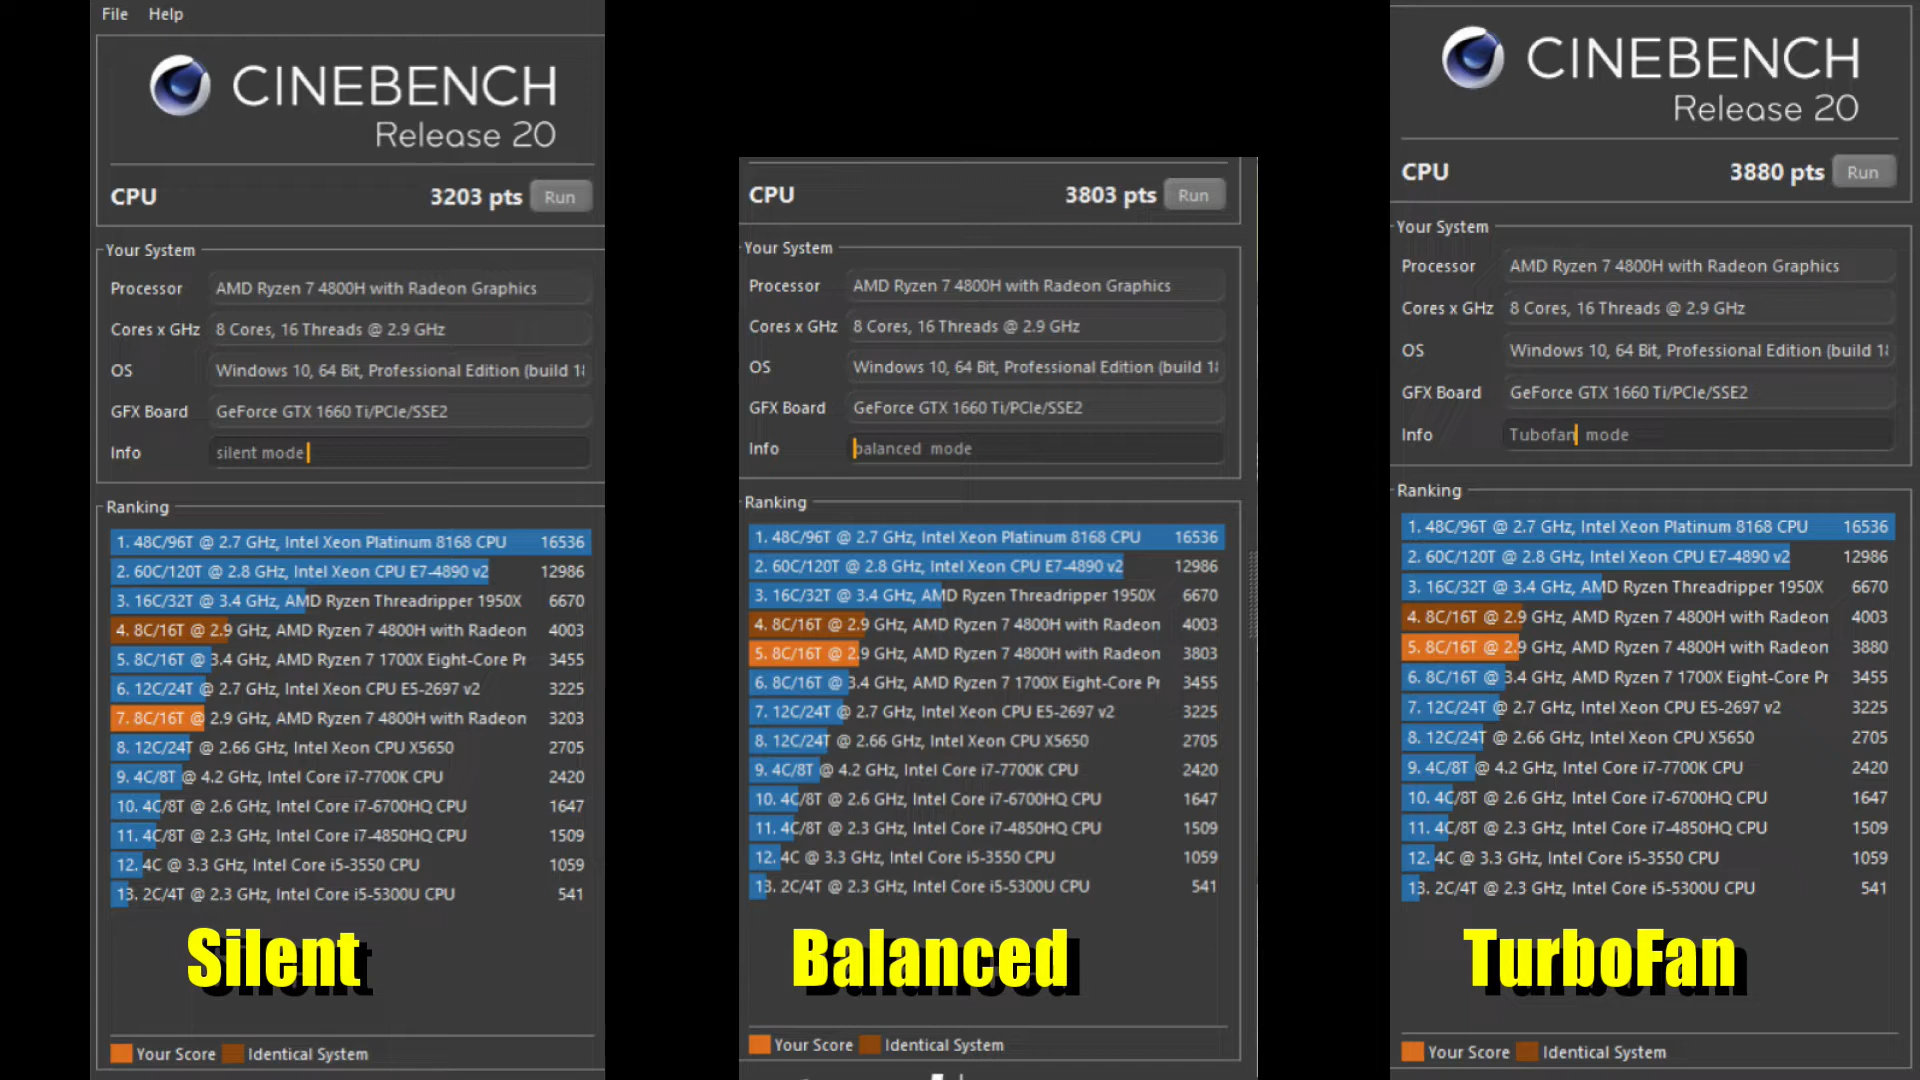 File Help
CINEBENCH
Release 20
CPU 3203 pts Run
Your System
Processor AMD Ryzen 7 4800H with Radeon Graphics
Cores x GHz 8 Cores, 16 Threads @ 2.9 GHz
OS Windows 10, 64 Bit, Professional Edition (build 18
GFX Board GeForce GTX 1660 Ti/PCIe/SSE2
Info silent mode
Ranking
1. 48C/96T @ 2.7 GHz, Intel Xeon Platinum 8168 CPU 16536
2. 60C/120T @ 2.8 GHz, Intel Xeon CPU E7-4890 v2 12986
3. 16C/32T @ 3.4 GHz, AMD Ryzen Threadripper 1950X 6670
4. 8C/16T @ 2.9 GHz, AMD Ryzen 7 4800H with Radeon 4003
5. 8C/16T @ 3.4 GHz, AMD Ryzen 7 1700X Eight-Core Pr 3455
6. 12C/24T @ 2.7 GHz, Intel Xeon CPU E5-2697 v2 3225
7. 8C/16T @ 2.9 GHz, AMD Ryzen 7 4800H with Radeon 3203
8. 12C/24T @ 2.66 GHz, Intel Xeon CPU X5650 2705
9. 4C/8T @ 4.2 GHz, Intel Core i7-7700K CPU 2420
10. 4C/8T @ 2.6 GHz, Intel Core i7-6700HQ CPU 1647
11. 4C/8T @ 2.3 GHz, Intel Core i7-4850HQ CPU 1509
12. 4C @ 3.3 GHz, Intel Core i5-3550 CPU 1059
13. 2C/4T @ 2.3 GHz, Intel Core i5-5300U CPU 541
Silent
Your Score Identical System
CPU 3803 pts Run
Your System
Processor AMD Ryzen 7 4800H with Radeon Graphics
Cores x GHz 8 Cores, 16 Threads @ 2.9 GHz
OS Windows 10, 64 Bit, Professional Edition (build 18
GFX Board GeForce GTX 1660 Ti/PCIe/SSE2
Info balanced mode
Ranking
1. 48C/96T @ 2.7 GHz, Intel Xeon Platinum 8168 CPU 16536
2. 60C/120T @ 2.8 GHz, Intel Xeon CPU E7-4890 v2 12986
3. 16C/32T @ 3.4 GHz, AMD Ryzen Threadripper 1950X 6670
4. 8C/16T @ 2.9 GHz, AMD Ryzen 7 4800H with Radeon 4003
5. 8C/16T @ 2.9 GHz, AMD Ryzen 7 4800H with Radeon 3803
6. 8C/16T @ 3.4 GHz, AMD Ryzen 7 1700X Eight-Core Pr 3455
7. 12C/24T @ 2.7 GHz, Intel Xeon CPU E5-2697 v2 3225
8. 12C/24T @ 2.66 GHz, Intel Xeon CPU X5650 2705
9. 4C/8T @ 4.2 GHz, Intel Core i7-7700K CPU 2420
10. 4C/8T @ 2.6 GHz, Intel Core i7-6700HQ CPU 1647
11. 4C/8T @ 2.3 GHz, Intel Core i7-4850HQ CPU 1509
12. 4C @ 3.3 GHz, Intel Core i5-3550 CPU 1059
13. 2C/4T @ 2.3 GHz, Intel Core i5-5300U CPU 541
Balanced
Your Score Identical System
CINEBENCH
Release 20
CPU 3880 pts Run
Your System
Processor AMD Ryzen 7 4800H with Radeon Graphics
Cores x GHz 8 Cores, 16 Threads @ 2.9 GHz
OS Windows 10, 64 Bit, Professional Edition (build 18
GFX Board GeForce GTX 1660 Ti/PCIe/SSE2
Info Tubofan mode
Ranking
1. 48C/96T @ 2.7 GHz, Intel Xeon Platinum 8168 CPU 16536
2. 60C/120T @ 2.8 GHz, Intel Xeon CPU E7-4890 v2 12986
3. 16C/32T @ 3.4 GHz, AMD Ryzen Threadripper 1950X 6670
4. 8C/16T @ 2.9 GHz, AMD Ryzen 7 4800H with Radeon 4003
5. 8C/16T @ 2.9 GHz, AMD Ryzen 7 4800H with Radeon 3880
6. 8C/16T @ 3.4 GHz, AMD Ryzen 7 1700X Eight-Core Pr 3455
7. 12C/24T @ 2.7 GHz, Intel Xeon CPU E5-2697 v2 3225
8. 12C/24T @ 2.66 GHz, Intel Xeon CPU X5650 2705
9. 4C/8T @ 4.2 GHz, Intel Core i7-7700K CPU 2420
10. 4C/8T @ 2.6 GHz, Intel Core i7-6700HQ CPU 1647
11. 4C/8T @ 2.3 GHz, Intel Core i7-4850HQ CPU 1509
12. 4C @ 3.3 GHz, Intel Core i5-3550 CPU 1059
13. 2C/4T @ 2.3 GHz, Intel Core i5-5300U CPU 541
TurboFan
Your Score Identical System